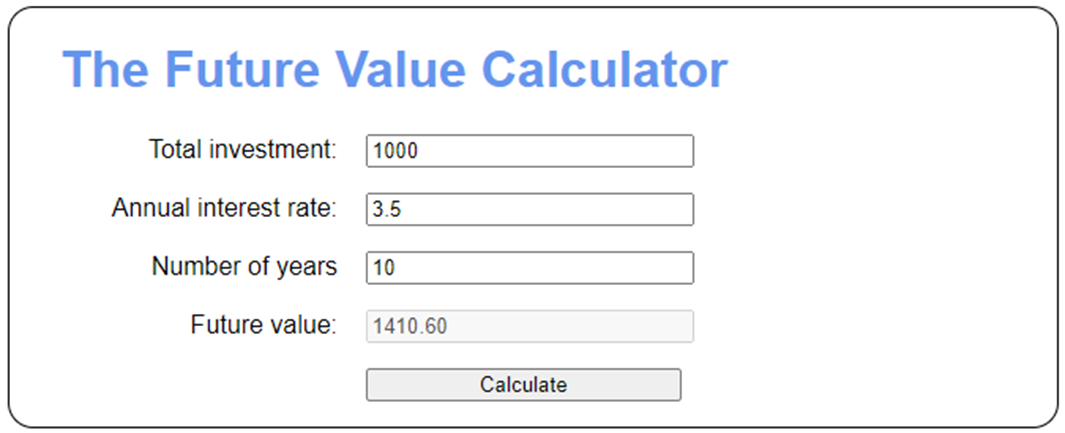 The Future Value Calculator
Total investment: 1000
Annual interest rate: 3.5
Number of years 10
Future value: 1410.60
Calculate